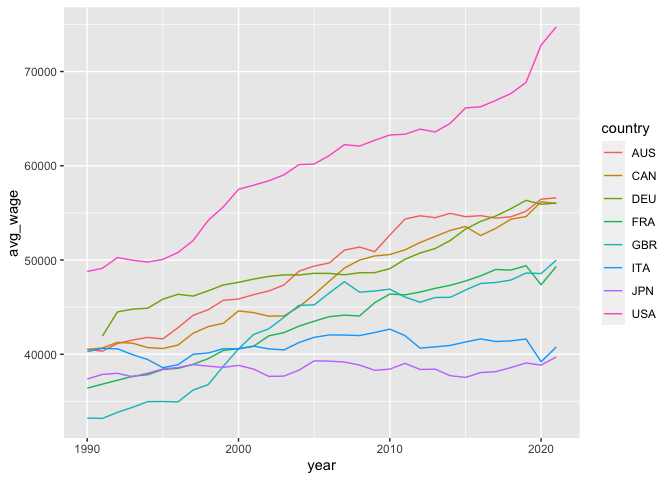 70000
60000
50000
40000
avg_wage
1990
2000
2010
2020
year
country
AUS
CAN
DEU
FRA
GBR
ITA
JPN
USA